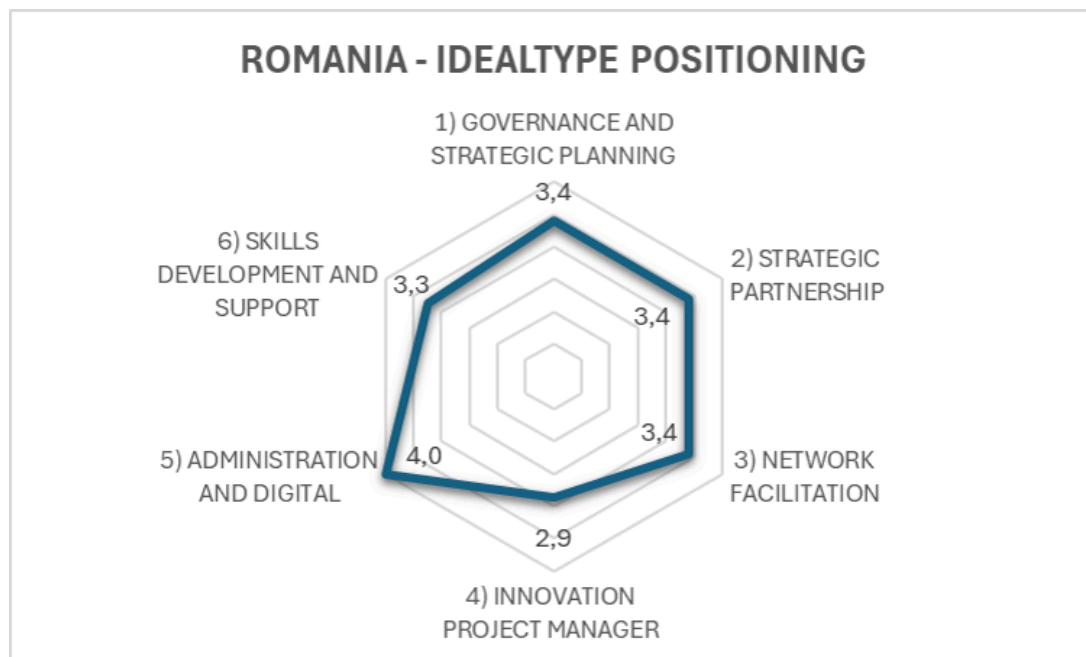 ROMANIA - IDEALTYPE POSITIONING
1) GOVERNANCE AND
STRATEGIC PLANNING
3,4
2) STRATEGIC
PARTNERSHIP
3,4
3) NETWORK
FACILITATION
3,4
4) INNOVATION
PROJECT MANAGER
2,9
5) ADMINISTRATION
AND DIGITAL
4,0
6) SKILLS
DEVELOPMENT AND
SUPPORT
3,3